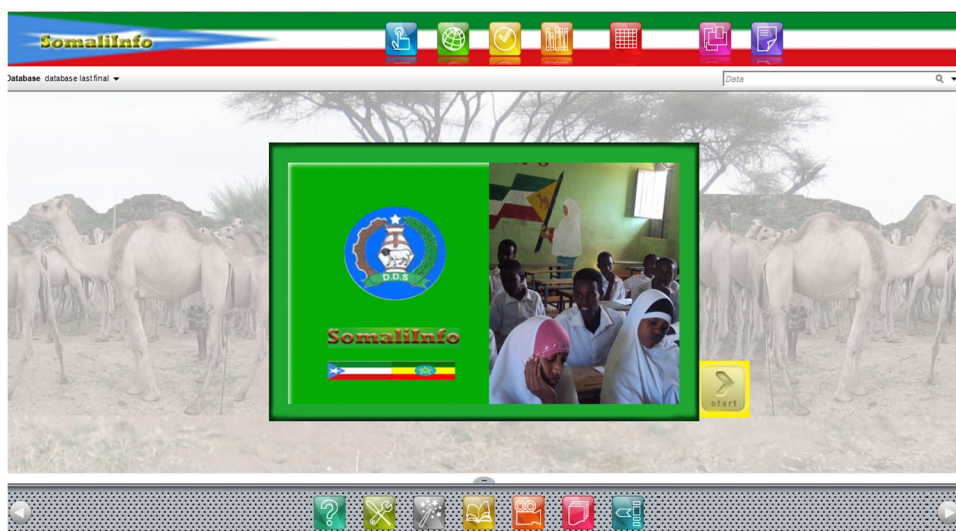 SomaliInfo
Database database last final
Data
D.D.S
SomaliInfo
start